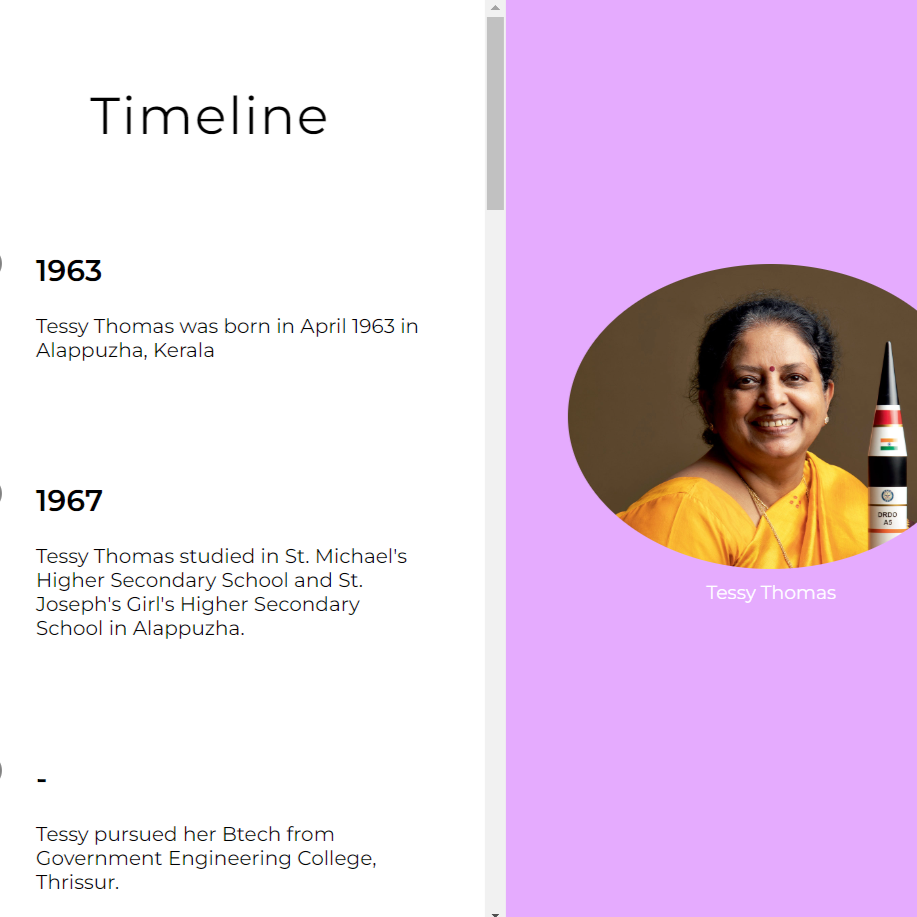 Timeline
1963
Tessy Thomas was born in April 1963 in
Alappuzha, Kerala
1967
Tessy Thomas studied in St. Michael's
Higher Secondary School and St.
Joseph's Girl's Higher Secondary
School in Alappuzha.
-
Tessy pursued her Btech from
Government Engineering College,
Thrissur.
DRDO
A5
Tessy Thomas